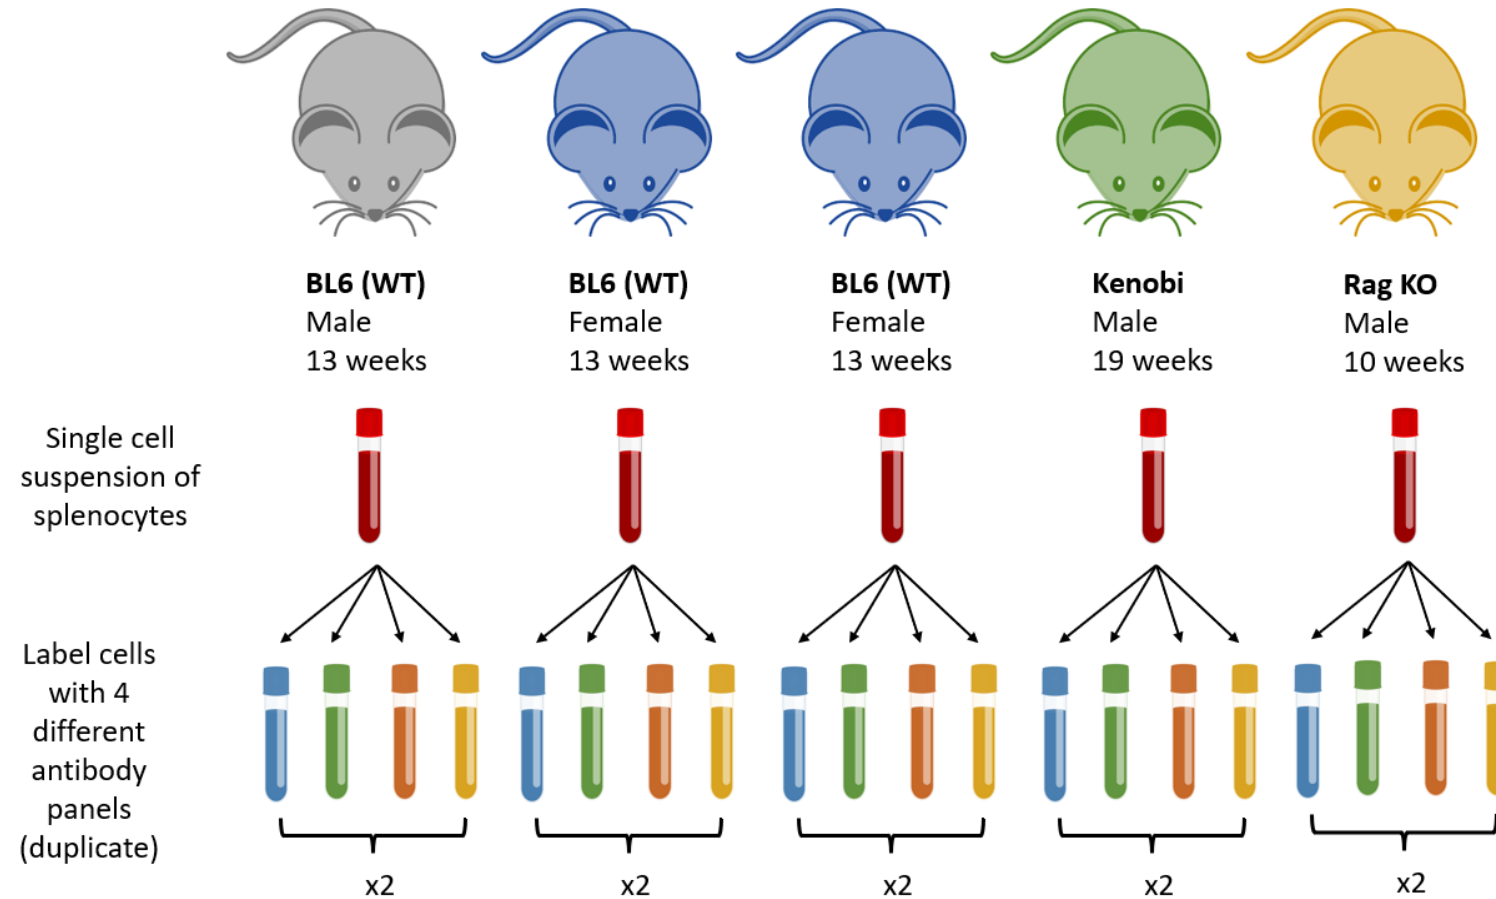 BL6 (WT)
Male
13 weeks
BL6 (WT)
Female
13 weeks
BL6 (WT)
Female
13 weeks
Kenobi
Male
19 weeks
Rag KO
Male
10 weeks
Single cell
suspension of
splenocytes
Label cells
with 4
different
antibody
panels
(duplicate)
x2
x2
x2
x2
x2